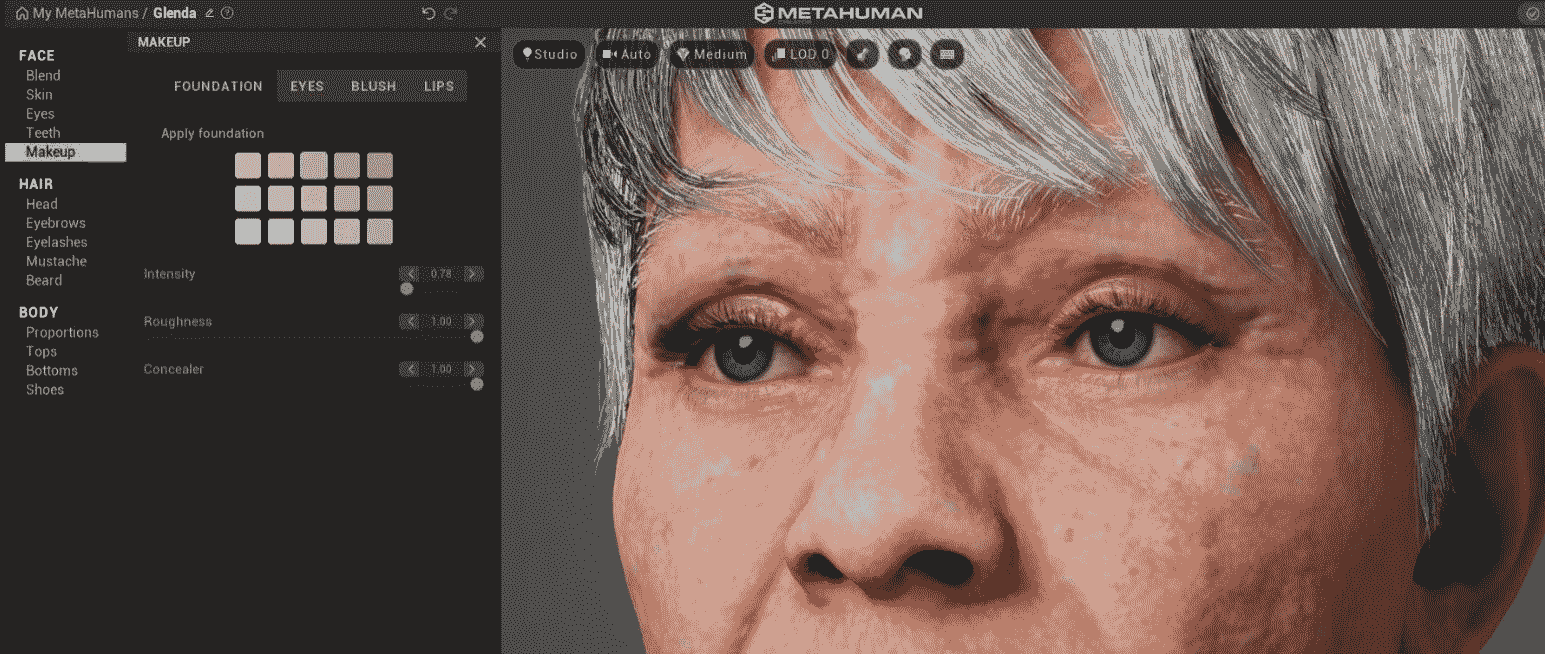 My MetaHumans / Glenda
METAHUMAN
FACE
Blend
Skin
Eyes
Teeth
Makeup
HAIR
Head
Eyebrows
Eyelashes
Mustache
Beard
BODY
Proportions
Tops
Bottoms
Shoes
MAKEUP
FOUNDATION EYES BLUSH LIPS
Apply foundation
Intensity 0.78
Roughness 1.00
Concealer 1.00
Studio Auto Medium LOD 0